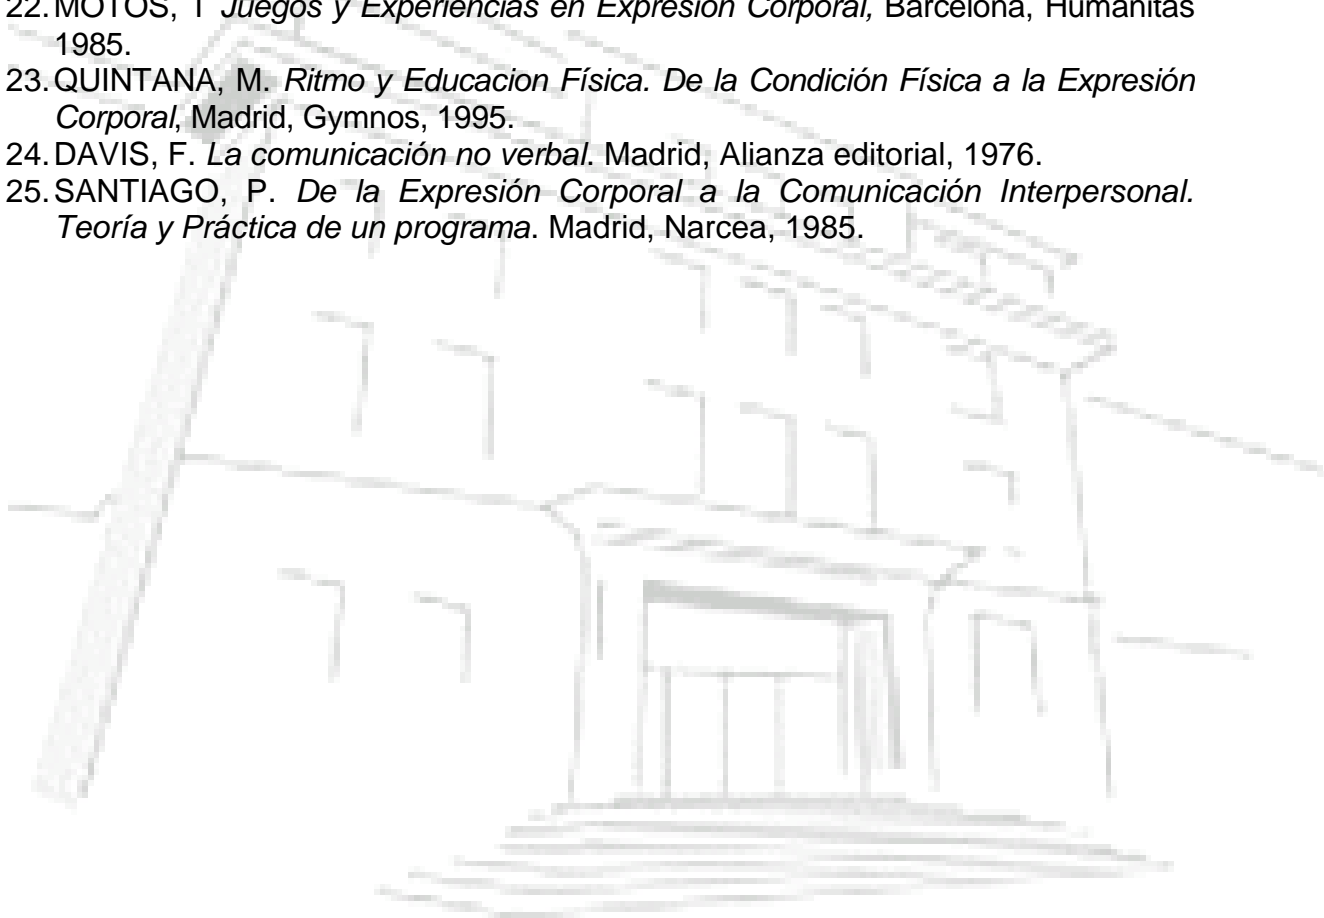 22. MOTOS, T Juegos y Experiencias en Expresión Corporal, Barcelona, Humanitas
1985.
23. QUINTANA, M. Ritmo y Educacion Física. De la Condición Física a la Expresión
Corporal, Madrid, Gymnos, 1995.
24. DAVIS, F. La comunicación no verbal. Madrid, Alianza editorial, 1976.
25. SANTIAGO, P. De la Expresión Corporal a la Comunicación Interpersonal.
Teoría y Práctica de un programa. Madrid, Narcea, 1985.